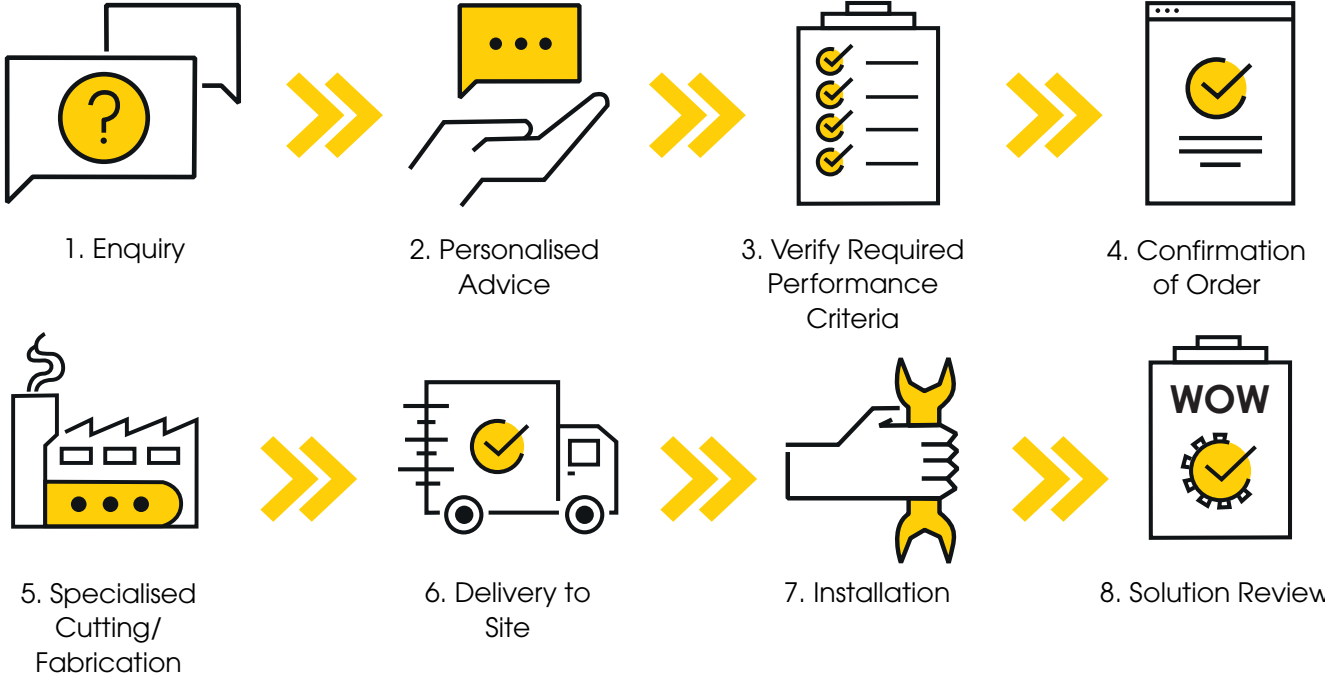 ?
1. Enquiry
2. Personalised
Advice
3. Verify Required
Performance
Criteria
4. Confirmation
of Order
WOW
5. Specialised
Cutting/
Fabrication
6. Delivery to
Site
7. Installation
8. Solution Review